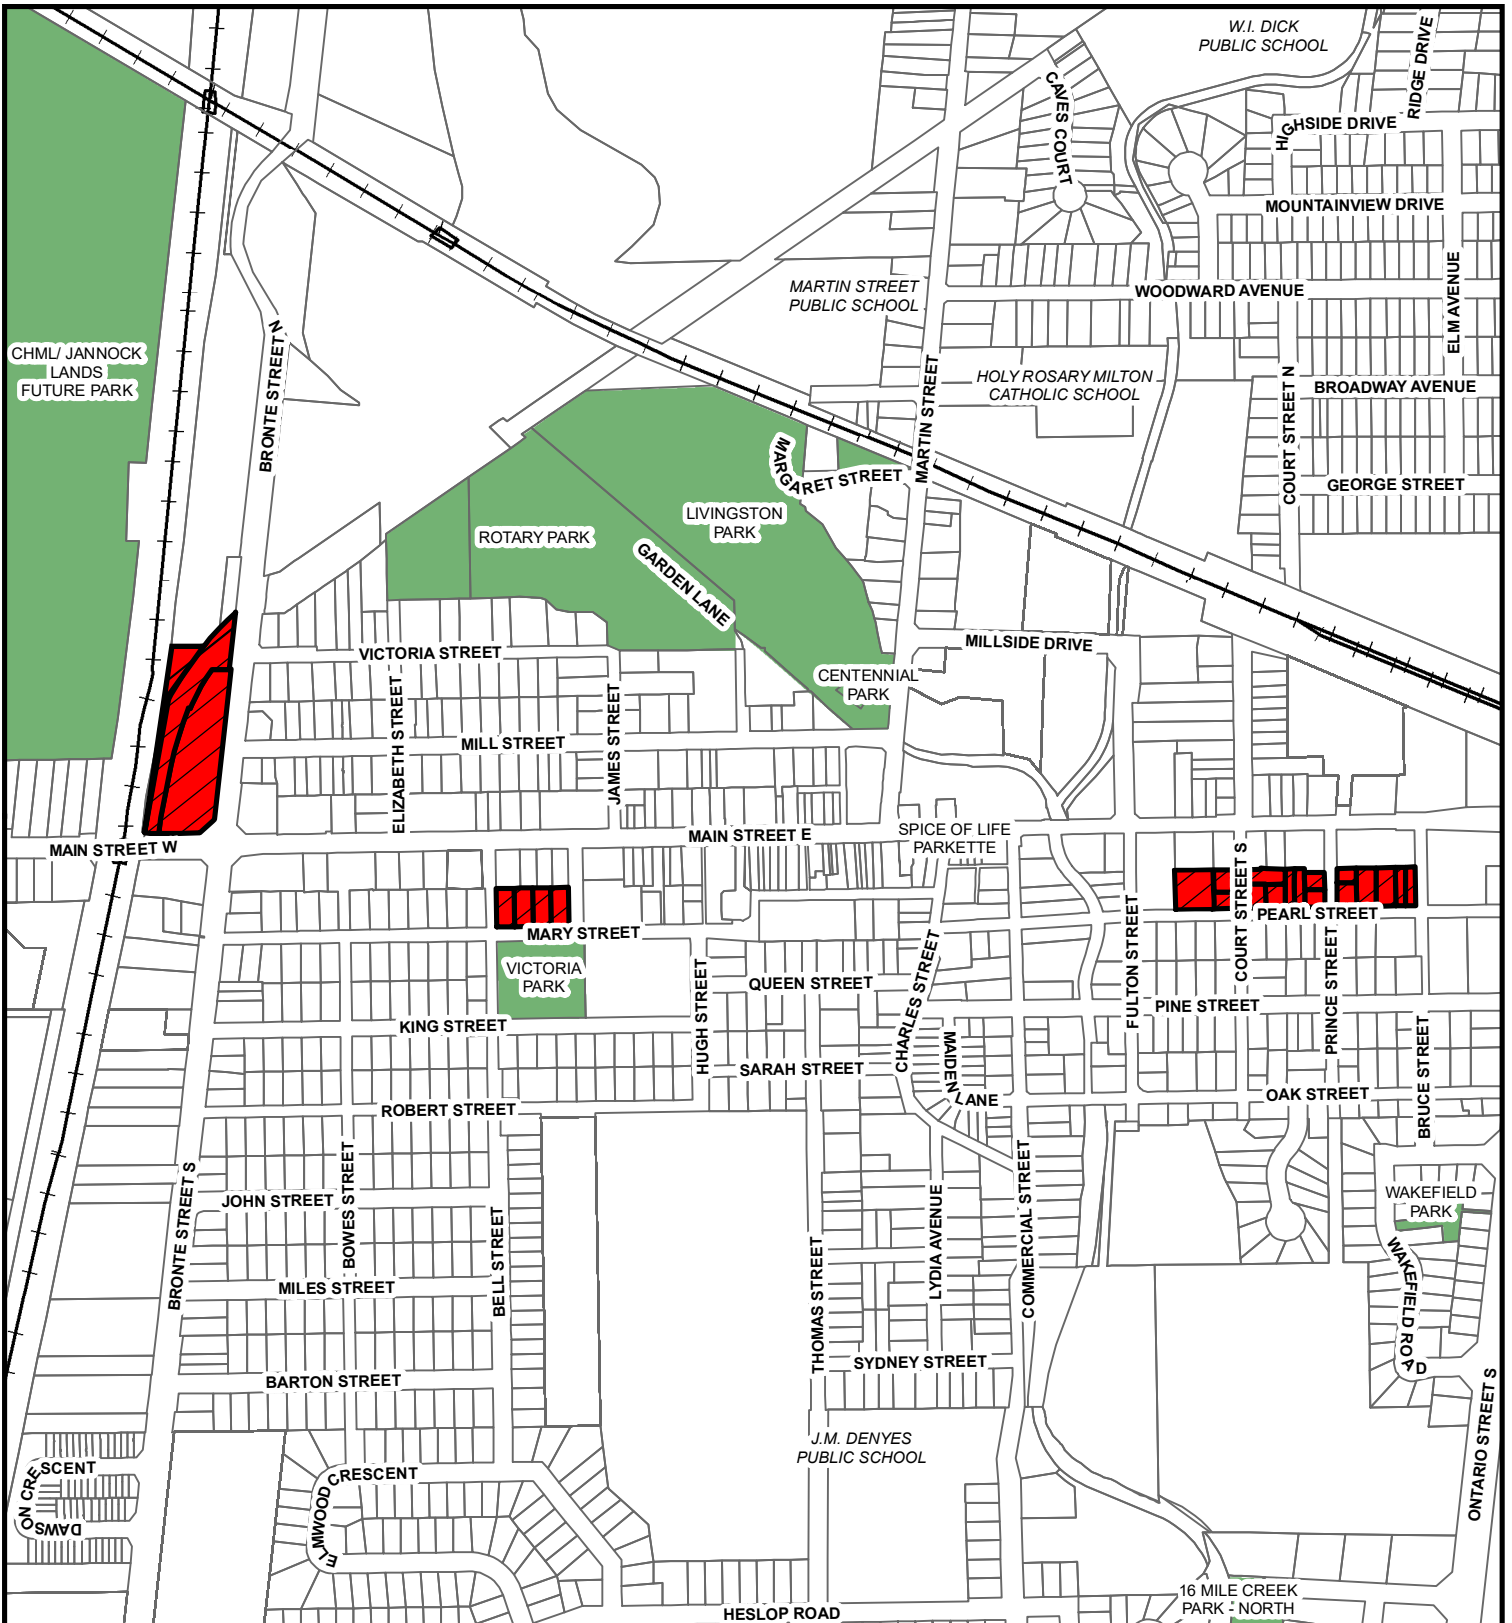 W.I. DICK
PUBLIC SCHOOL
RIDGE DRIVE
CAVES COURT
HIGHSIDE DRIVE
MOUNTAINVIEW DRIVE
MARTIN STREET
PUBLIC SCHOOL
WOODWARD AVENUE
ELM AVENUE
CHML/ JANNOCK
LANDS
FUTURE PARK
BRONTE STREET N
MARTIN STREET
HOLY ROSARY MILTON
CATHOLIC SCHOOL
COURT STREET N
BROADWAY AVENUE
MARGARET STREET
GEORGE STREET
LIVINGSTON
PARK
ROTARY PARK
GARDEN LANE
MILLSIDE DRIVE
VICTORIA STREET
CENTENNIAL
PARK
ELIZABETH STREET
JAMES STREET
MILL STREET
MAIN STREET W
MAIN STREET E
SPICE OF LIFE
PARKETTE
COURT STREET S
PEARL STREET
MARY STREET
FULTON STREET
VICTORIA
PARK
HUGH STREET
QUEEN STREET
CHARLES STREET
PINE STREET
PRINCE STREET
KING STREET
MAIDEN LANE
SARAH STREET
OAK STREET
BRUCE STREET
ROBERT STREET
BRONTE STREET S
JOHN STREET
BOWES STREET
BELL STREET
THOMAS STREET
LYDIA AVENUE
COMMERCIAL STREET
WAKEFIELD
PARK
WAKEFIELD ROAD
MILES STREET
SYDNEY STREET
BARTON STREET
ONTARIO STREET S
J.M. DENYES
PUBLIC SCHOOL
DAWSON CRESCENT
ELMWOOD CRESCENT
16 MILE CREEK
PARK - NORTH
HESLOP ROAD